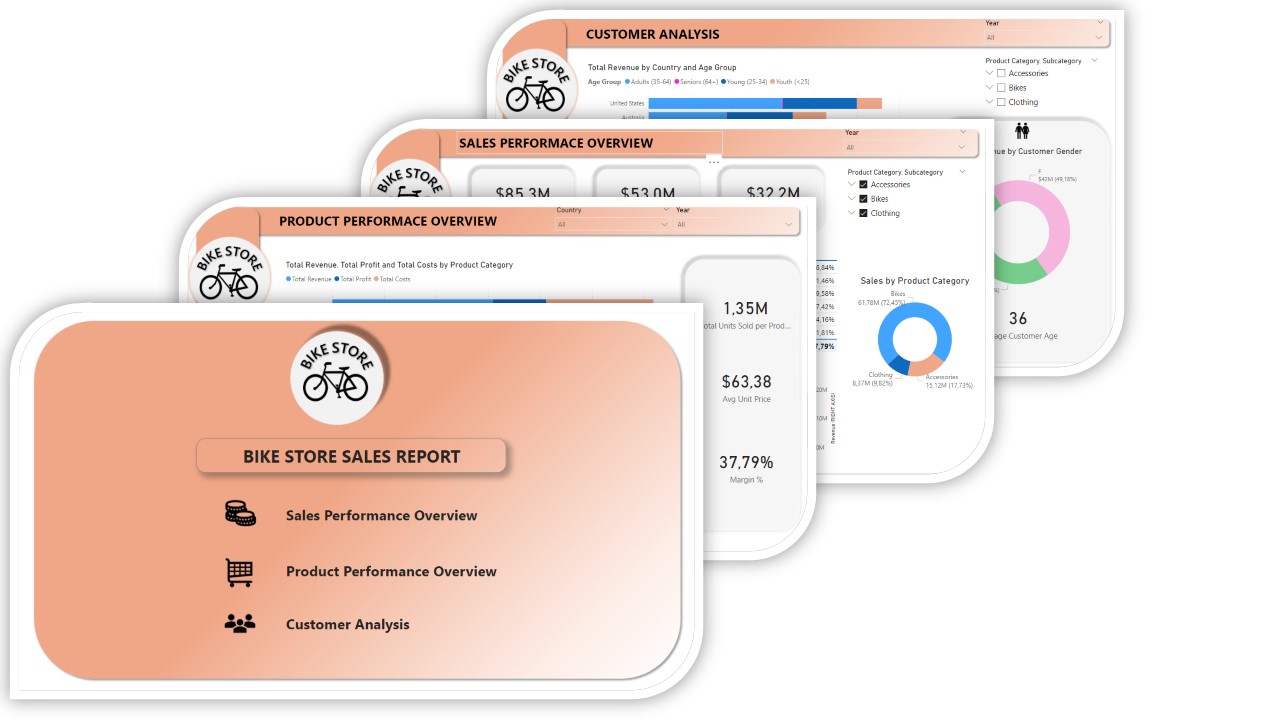 CUSTOMER ANALYSIS
Year
All
BIKE STORE
Total Revenue by Country and Age Group
Age Group Adults (35-64) Seniors (64+) Young (25-34) Youth (<25)
United States
Australia
Product Category, Subcategory
Accessories
Bikes
Clothing
nue by Customer Gender
F
$42M (49,18%)
%)
36
age Customer Age
SALES PERFORMACE OVERVIEW
...
Year
All
BIKE STORE
$85.3M
$53.0M
$32.2M
Product Category, Subcategory
Accessories
Bikes
Clothing
6,84%
1,46%
9,58%
7,42%
4,16%
1,81%
7,79%
Sales by Product Category
Bikes
61,78M (72,45%)
Clothing
8,37M (9,82%)
Accessories
15,12M (17,73%)
20M
10M
0M
Revenue (RIGHT AXIS)
PRODUCT PERFORMACE OVERVIEW
Country
All
Year
All
BIKE STORE
Total Revenue, Total Profit and Total Costs by Product Category
Total Revenue Total Profit Total Costs
1,35M
otal Units Sold per Prod...
$63,38
Avg Unit Price
37,79%
Margin %
BIKE STORE
BIKE STORE SALES REPORT
Sales Performance Overview
Product Performance Overview
Customer Analysis